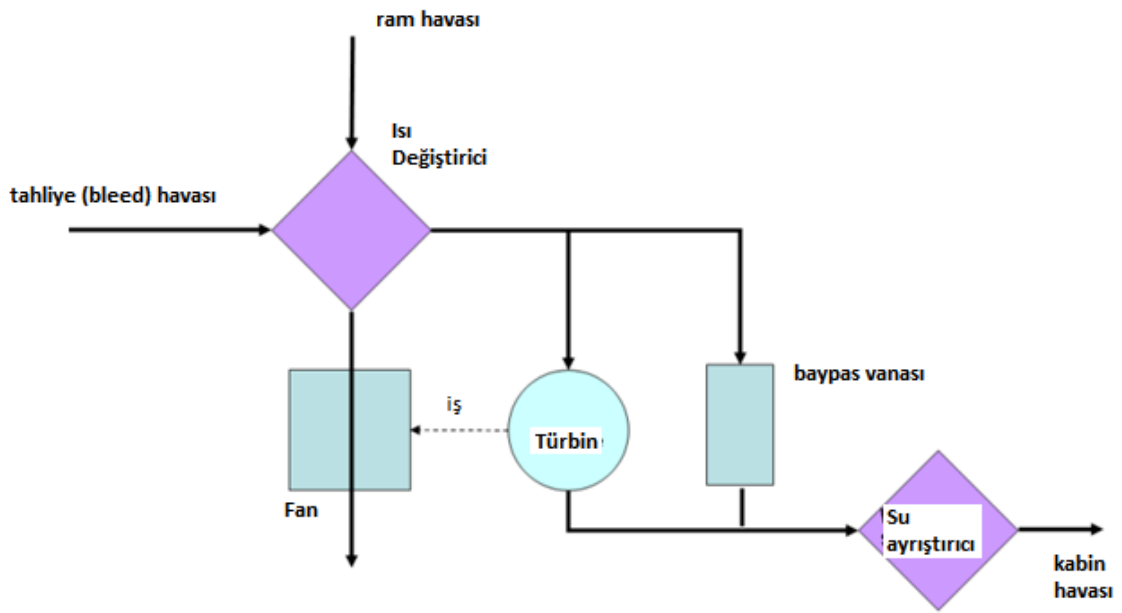 ram havası
Isı
Değiştirici
tahliye (bleed) havası
baypas vanası
iş
Türbin
Fan
Su
ayrıştırıcı
kabin
havası